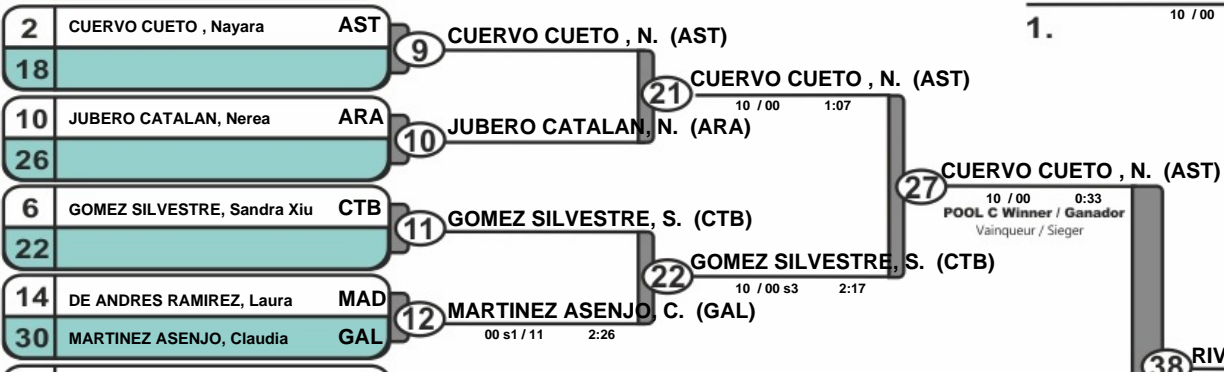 10 / 00
1.
2 CUERVO CUETO , Nayara AST
18
9 CUERVO CUETO , N. (AST)
21 CUERVO CUETO , N. (AST)
10 / 00 1:07
10 JUBERO CATALAN, Nerea ARA
26
10 JUBERO CATALAN, N. (ARA)
27 CUERVO CUETO , N. (AST)
10 / 00 0:33
POOL C Winner / Ganador
Vainqueur / Sieger
6 GOMEZ SILVESTRE, Sandra Xiu CTB
22
11 GOMEZ SILVESTRE, S. (CTB)
22 GOMEZ SILVESTRE, S. (CTB)
10 / 00 s3 2:17
14 DE ANDRES RAMIREZ, Laura MAD
30 MARTINEZ ASENJO, Claudia GAL
12 MARTINEZ ASENJO, C. (GAL)
00 s1 / 11 2:26
38 RIV